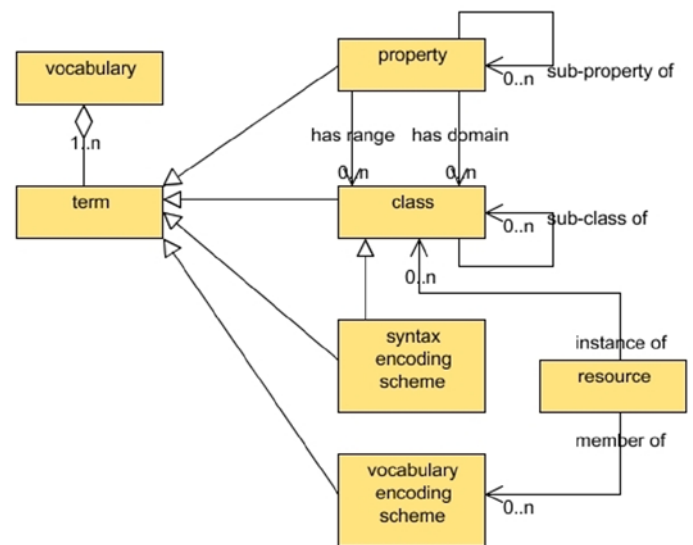 vocabulary
property
0..n
sub-property of
1..n
has range
has domain
0..n
0..n
term
class
0..n
sub-class of
0..n
syntax
encoding
scheme
instance of
resource
member of
vocabulary
encoding
scheme
0..n